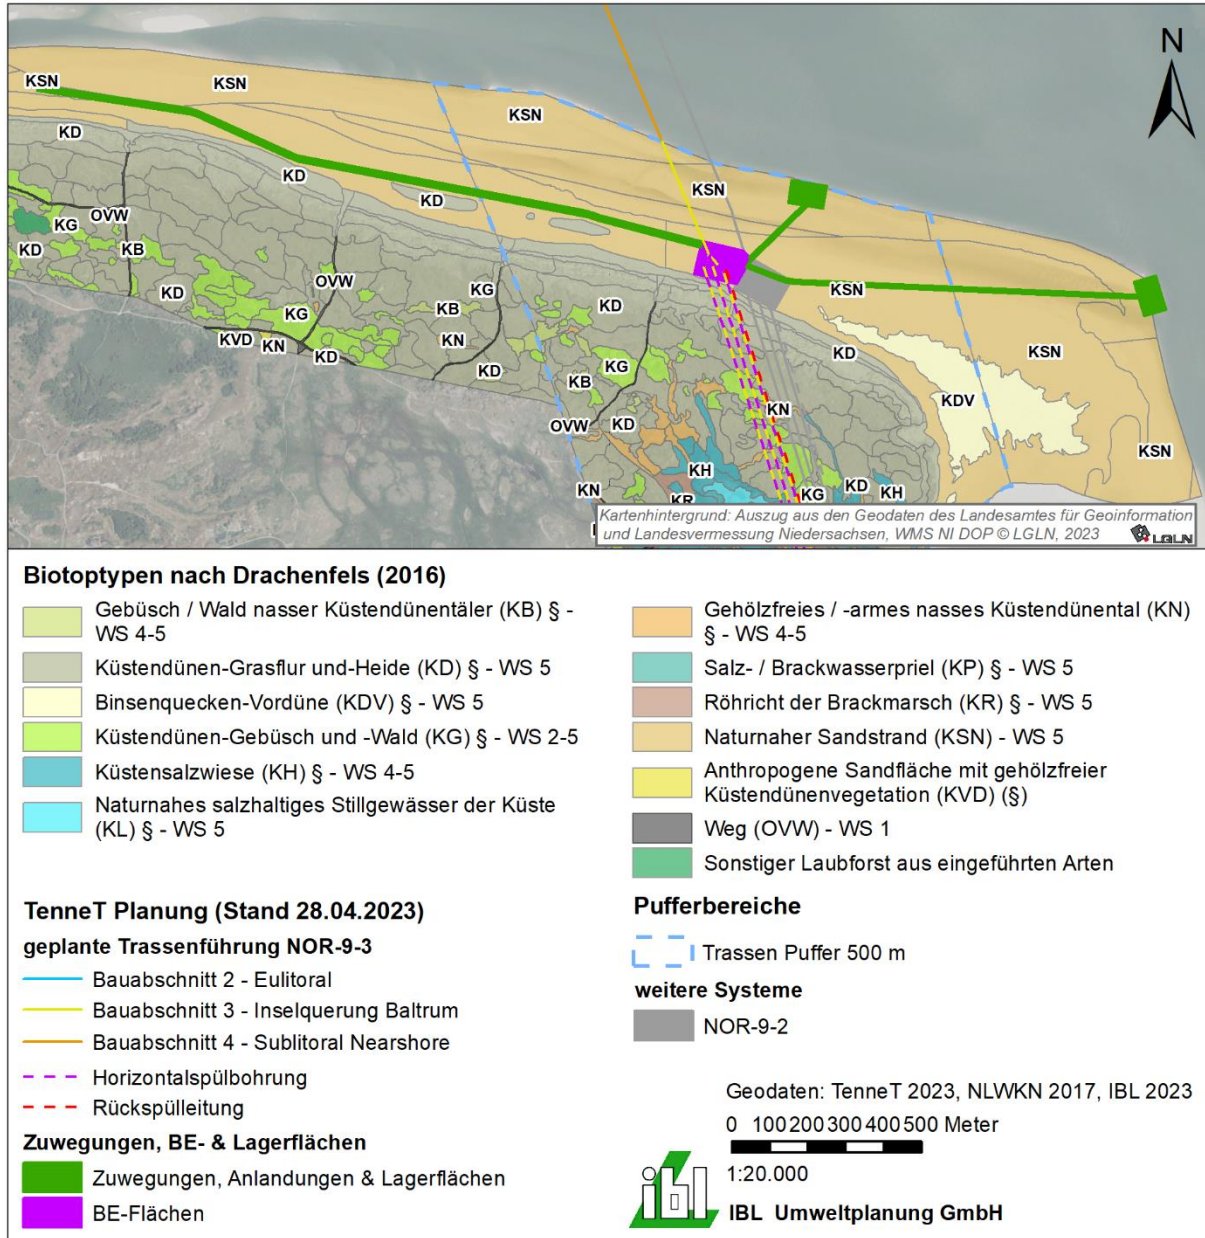 N
KSN
KSN
KSN
KD
KD
KD
KSN
OVW
KG
KB
KD
KD
OVW
KG
KG
KB
KD
KSN
KVD
KN
KD
KN
KD
KG
KB
KD
KSN
KDV
OVW
KD
KN
KH
KSN
KN
KR
KG
KD
KH
Kartenhintergrund: Auszug aus den Geodaten des Landesamtes für Geoinformation
und Landesvermessung Niedersachsen, WMS NI DOP © LGLN, 2023
LGLN
Biotoptypen nach Drachenfels (2016)
Gebüsch / Wald nasser Küstendünentäler (KB) § -
WS 4-5
Küstendünen-Grasflur und-Heide (KD) § - WS 5
Binsenquecken-Vordüne (KDV) § - WS 5
Küstendünen-Gebüsch und -Wald (KG) § - WS 2-5
Küstensalzwiese (KH) § - WS 4-5
Naturnahes salzhaltiges Stillgewässer der Küste
(KL) § - WS 5
Gehölzfreies / -armes nasses Küstendünental (KN)
§ - WS 4-5
Salz- / Brackwasserpriel (KP) § - WS 5
Röhricht der Brackmarsch (KR) § - WS 5
Naturnaher Sandstrand (KSN) - WS 5
Anthropogene Sandfläche mit gehölzfreier
Küstendünenvegetation (KVD) (§)
Weg (OVW) - WS 1
Sonstiger Laubforst aus eingeführten Arten
TenneT Planung (Stand 28.04.2023)
geplante Trassenführung NOR-9-3
Bauabschnitt 2 - Eulitoral
Bauabschnitt 3 - Inselquerung Baltrum
Bauabschnitt 4 - Sublitoral Nearshore
Horizontalspülbohrung
Rückspülleitung
Zuwegungen, BE- & Lagerflächen
Zuwegungen, Anlandungen & Lagerflächen
BE-Flächen
Pufferbereiche
Trassen Puffer 500 m
weitere Systeme
NOR-9-2
Geodaten: TenneT 2023, NLWKN 2017, IBL 2023
0 100 200 300 400 500 Meter
1:20.000
ibl
IBL Umweltplanung GmbH